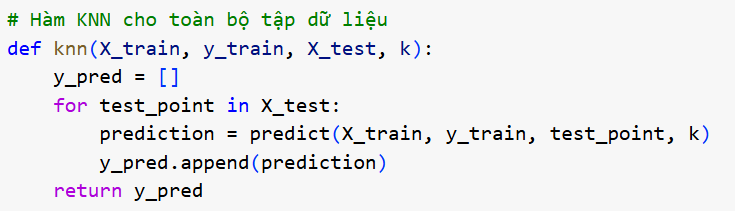 # Hàm KNN cho toàn bộ tập dữ liệu
def knn(X_train, y_train, X_test, k):
    y_pred = []
    for test_point in X_test:
        prediction = predict(X_train, y_train, test_point, k)
        y_pred.append(prediction)
    return y_pred